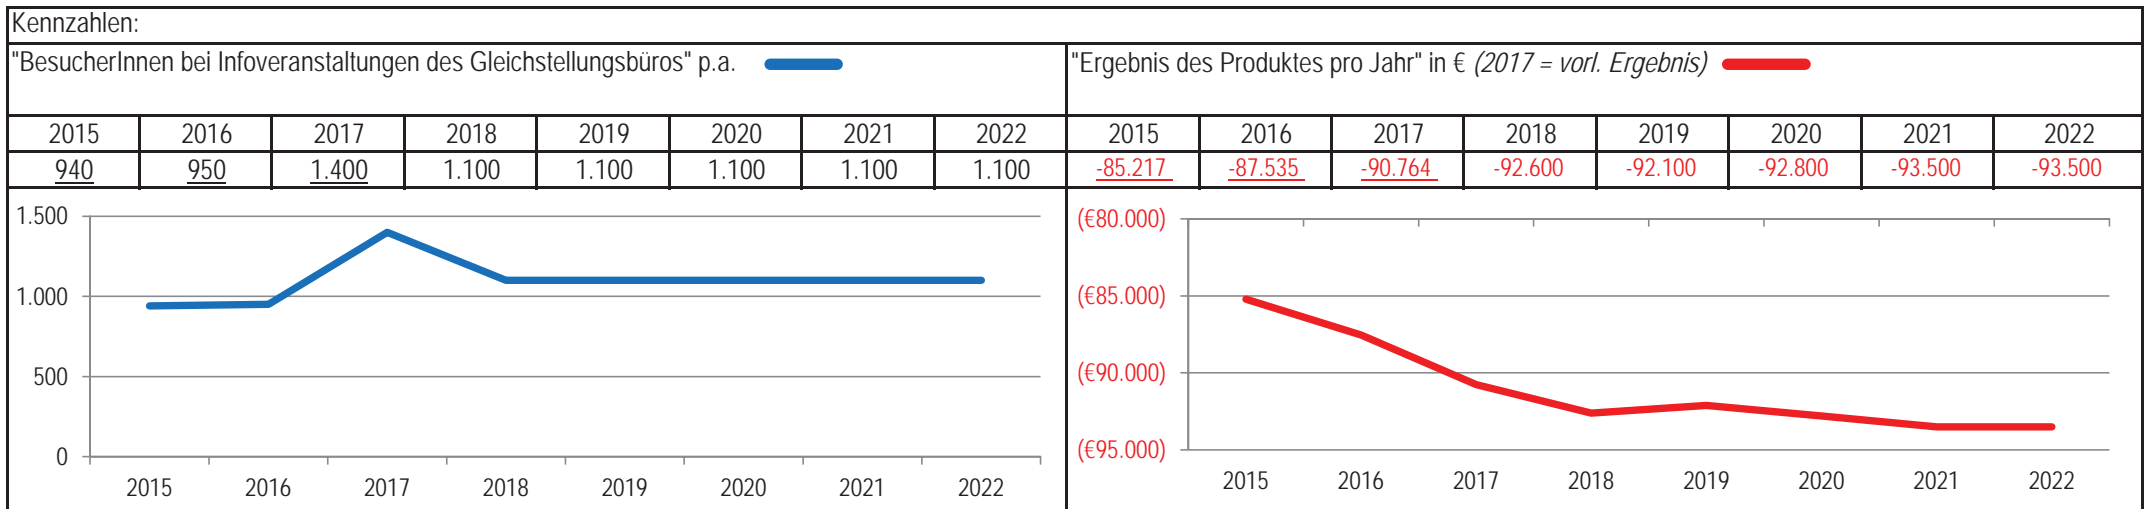 Kennzahlen:
"BesucherInnen bei Infoveranstaltungen des Gleichstellungsbüros" p.a.
2015 2016 2017 2018 2019 2020 2021 2022
940 950 1.400 1.100 1.100 1.100 1.100 1.100
1.500
1.000
500
0
2015 2016 2017 2018 2019 2020 2021 2022
"Ergebnis des Produktes pro Jahr" in € (2017 = vorl. Ergebnis)
2015 2016 2017 2018 2019 2020 2021 2022
-85.217 -87.535 -90.764 -92.600 -92.100 -92.800 -93.500 -93.500
(€80.000)
(€85.000)
(€90.000)
(€95.000)
2015 2016 2017 2018 2019 2020 2021 2022